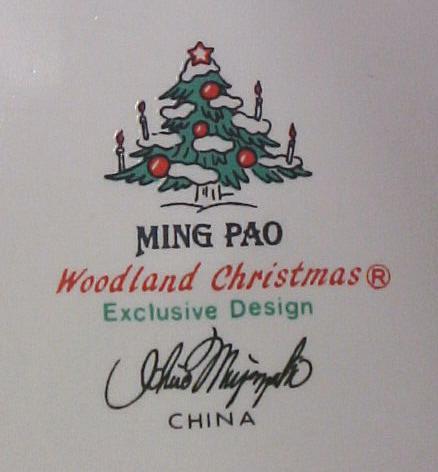 MING PAO
Woodland Christmas®
Exclusive Design
CHINA